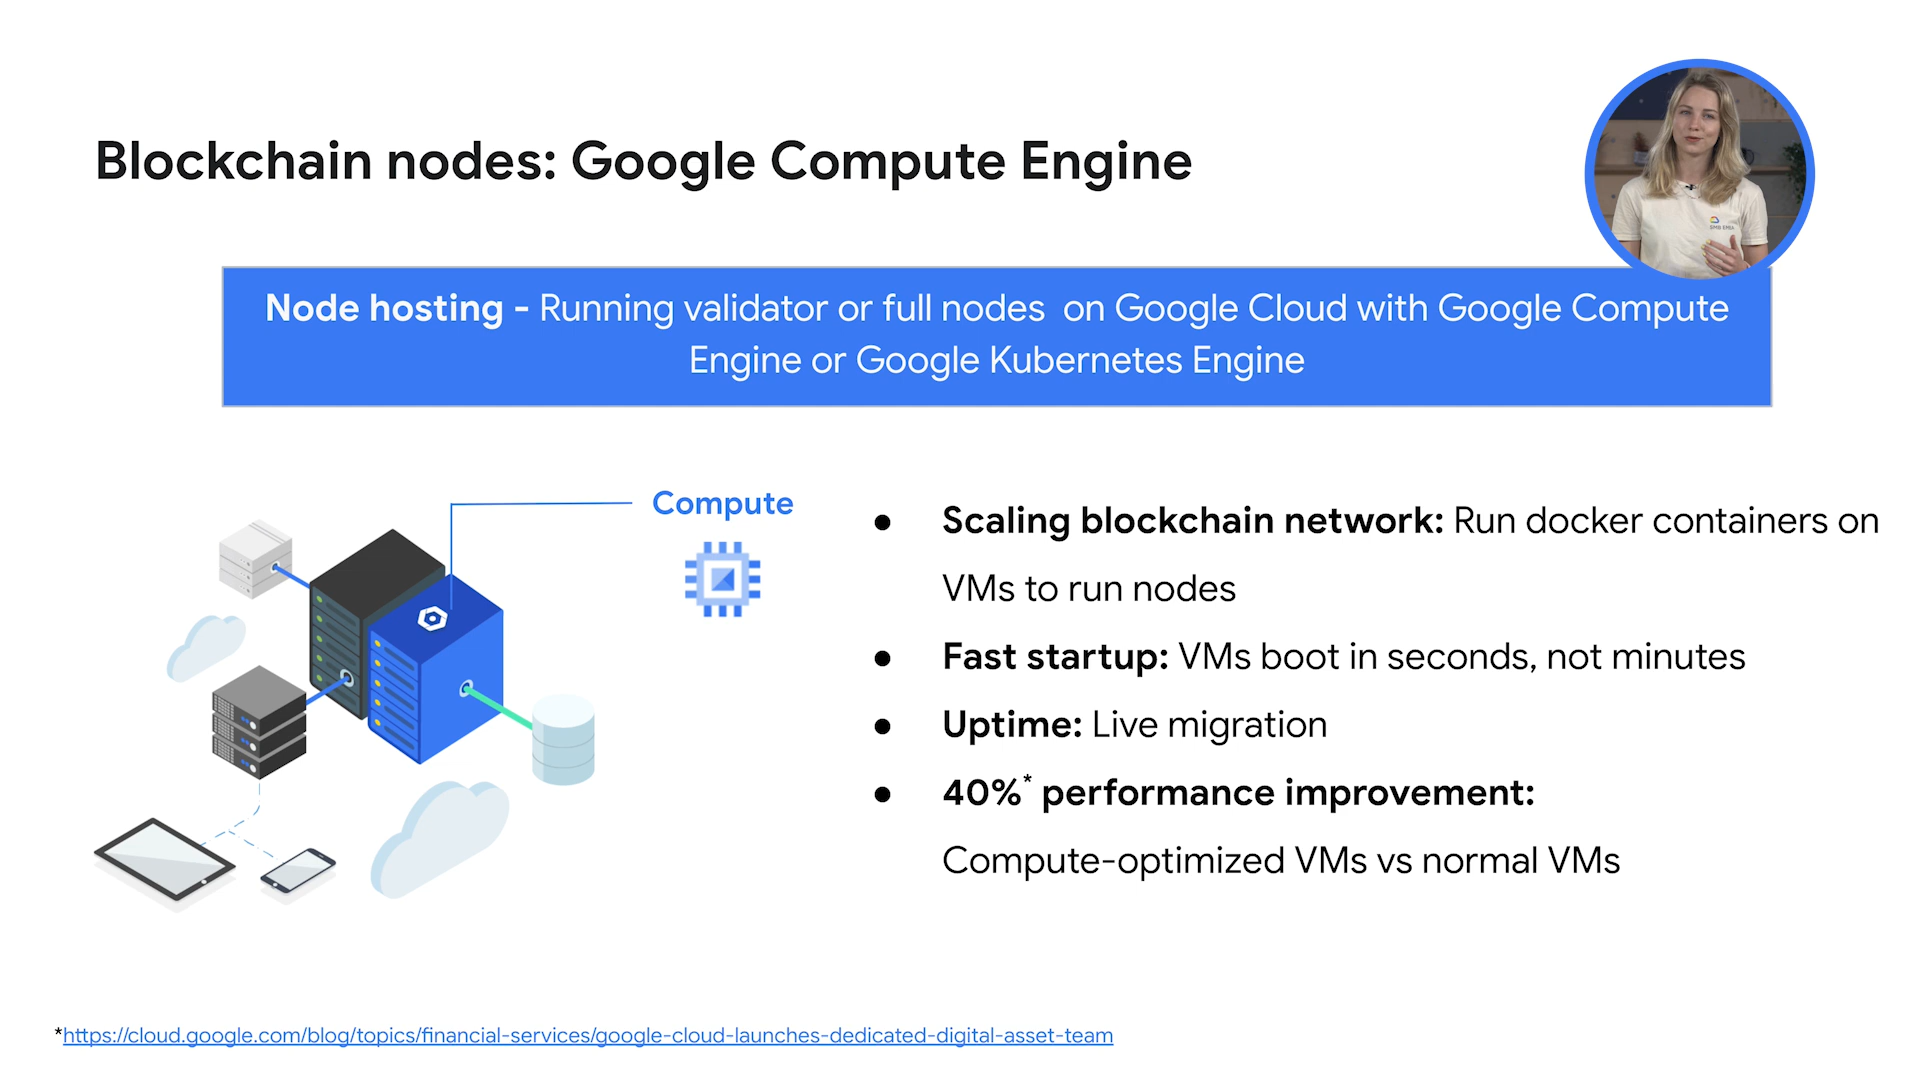 Blockchain nodes: Google Compute Engine
Node hosting - Running validator or full nodes on Google Cloud with Google Compute
Engine or Google Kubernetes Engine
Compute
● Scaling blockchain network: Run docker containers on
VMs to run nodes
● Fast startup: VMs boot in seconds, not minutes
● Uptime: Live migration
● 40%* performance improvement:
Compute-optimized VMs vs normal VMs
*https://cloud.google.com/blog/topics/financial-services/google-cloud-launches-dedicated-digital-asset-team